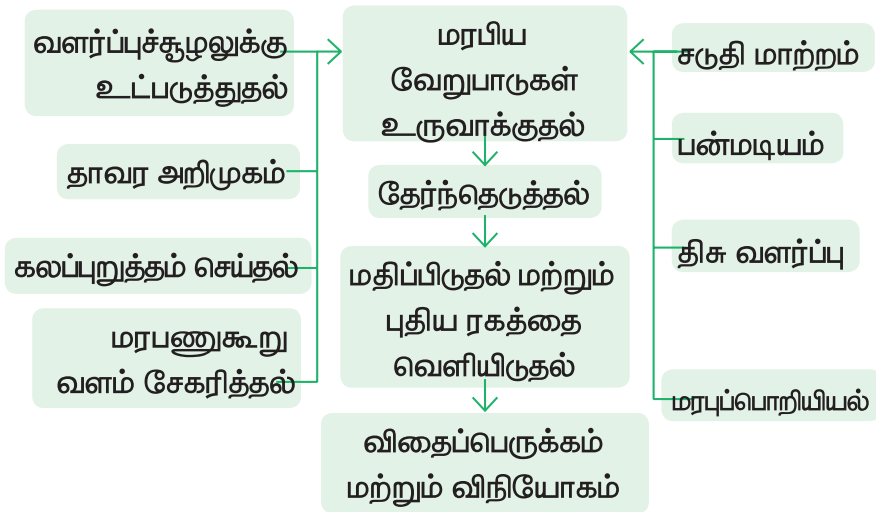 வளர்ப்புச்சூழலுக்கு
உட்படுத்துதல்
தாவர அறிமுகம்
கலப்புறுத்தம் செய்தல்
மரபணுகூறு
வளம் சேகரித்தல்
மரபிய
வேறுபாடுகள்
உருவாக்குதல்
தேர்ந்தெடுத்தல்
மதிப்பிடுதல் மற்றும்
புதிய ரகத்தை
வெளியிடுதல்
விதைப்பெருக்கம்
மற்றும் விநியோகம்
சடுதி மாற்றம்
பன்மடியம்
திசு வளர்ப்பு
மரபுப்பொறியியல்